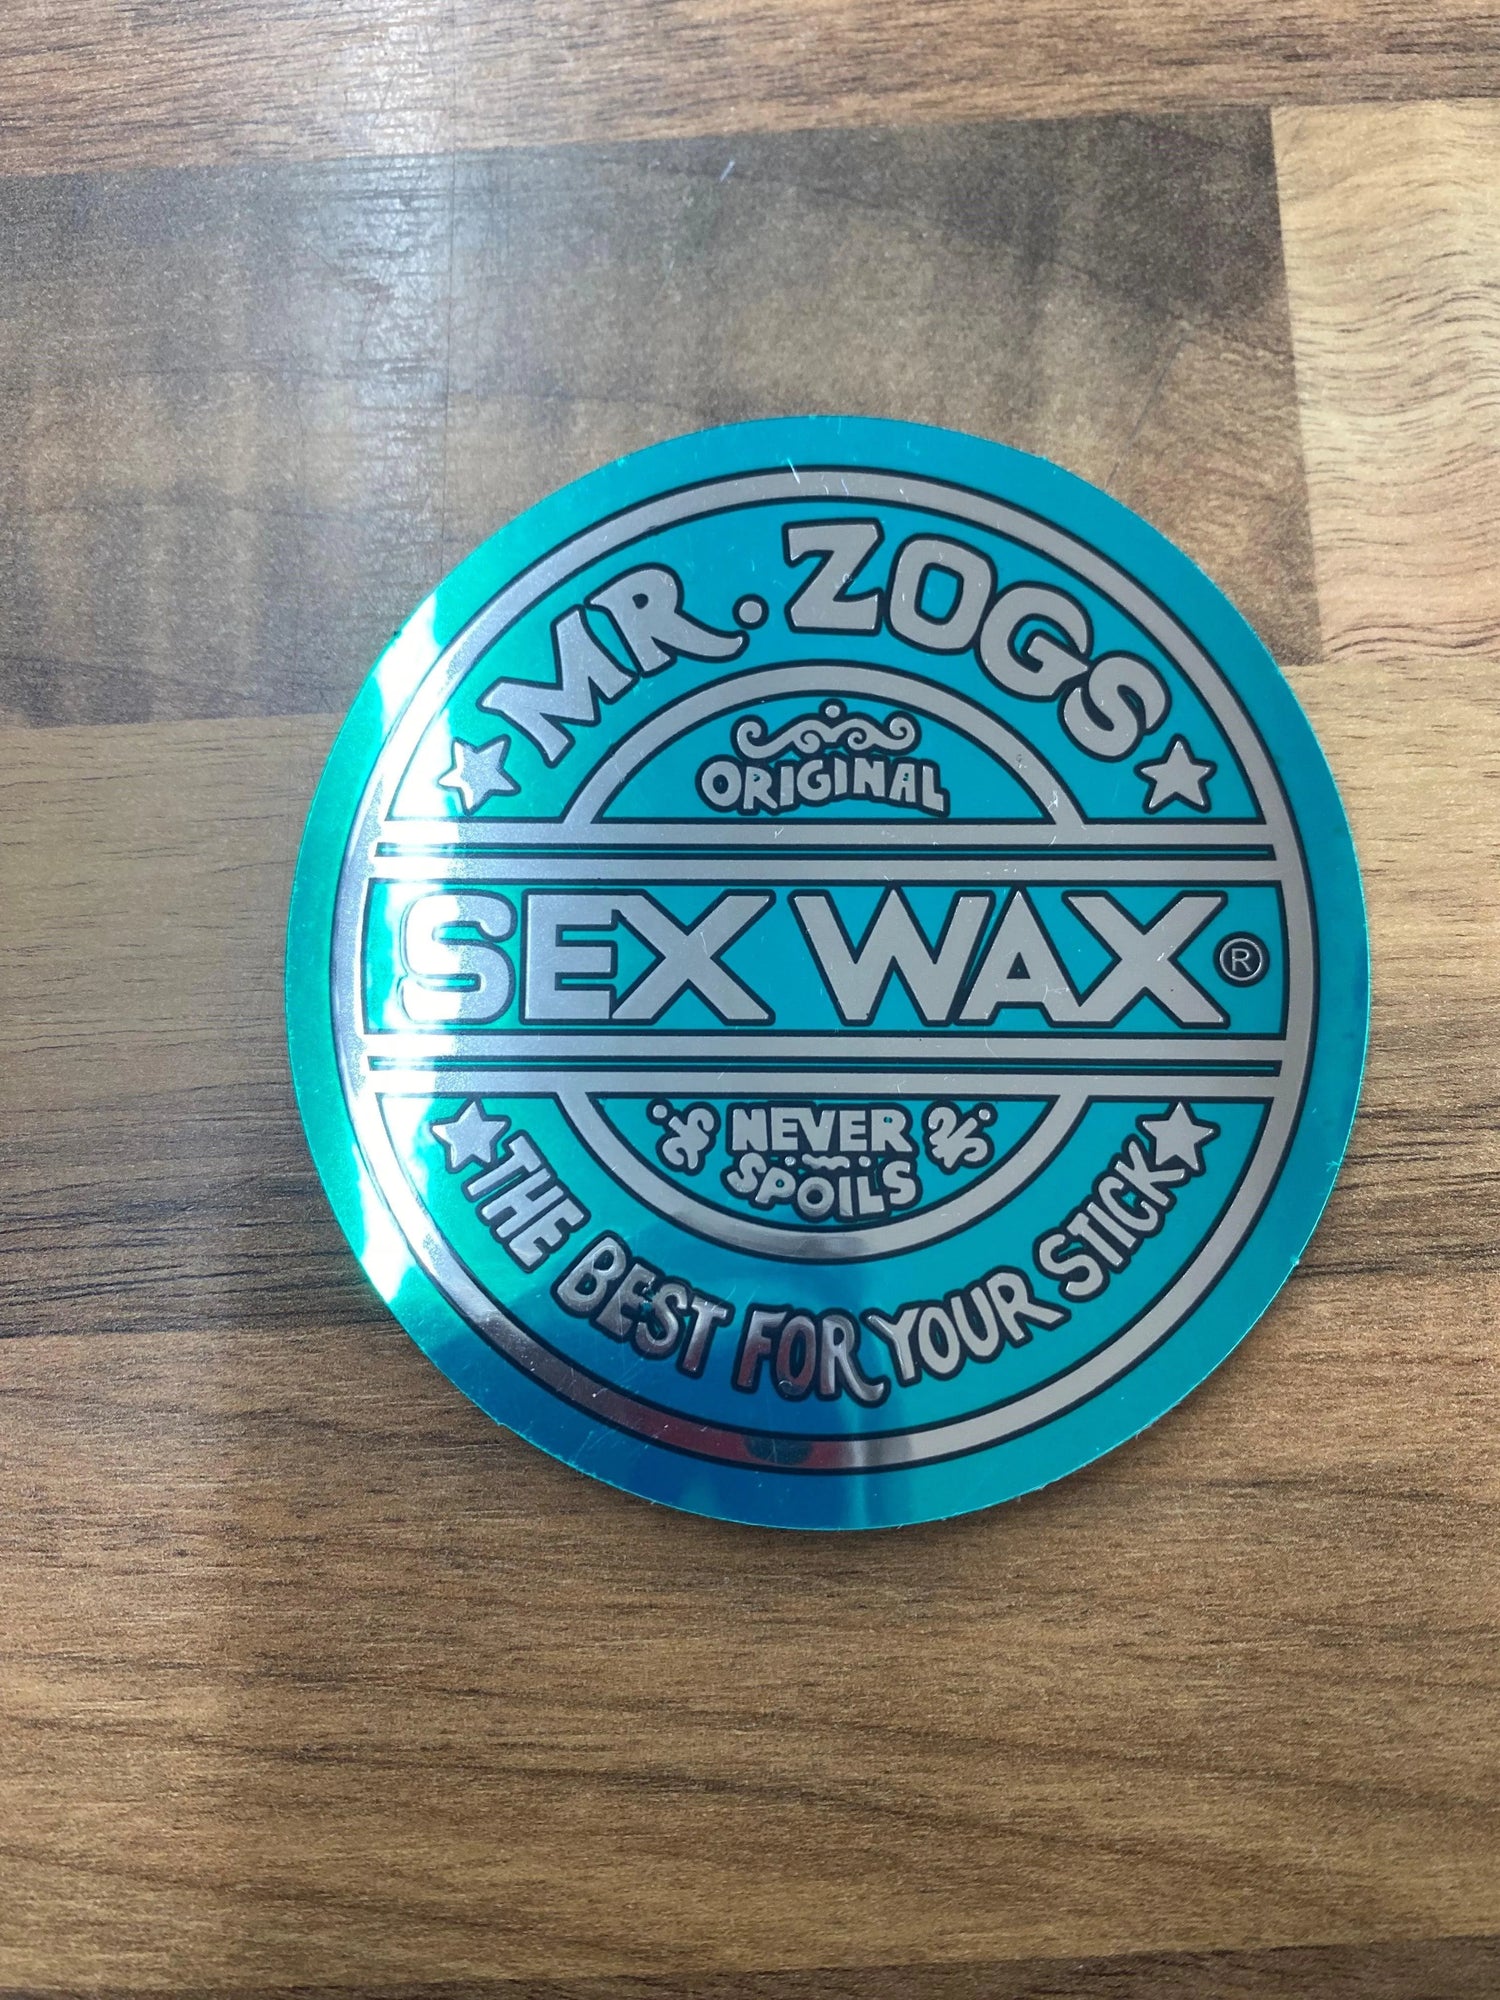 MR. ZOGS
ORIGINAL
SEX WAX®
NEVER
SPOILS
THE BEST FOR YOUR STICK